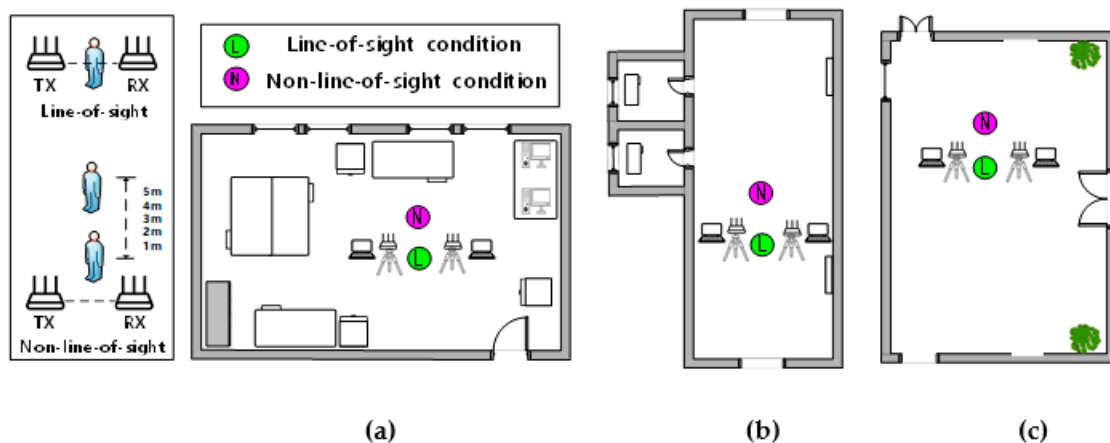 TX
RX
Line-of-sight
5m
4m
3m
2m
1m
TX
RX
Non-line-of-sight
L Line-of-sight condition
N Non-line-of-sight condition
N
L
N
L
N
L
(a)
(b)
(c)